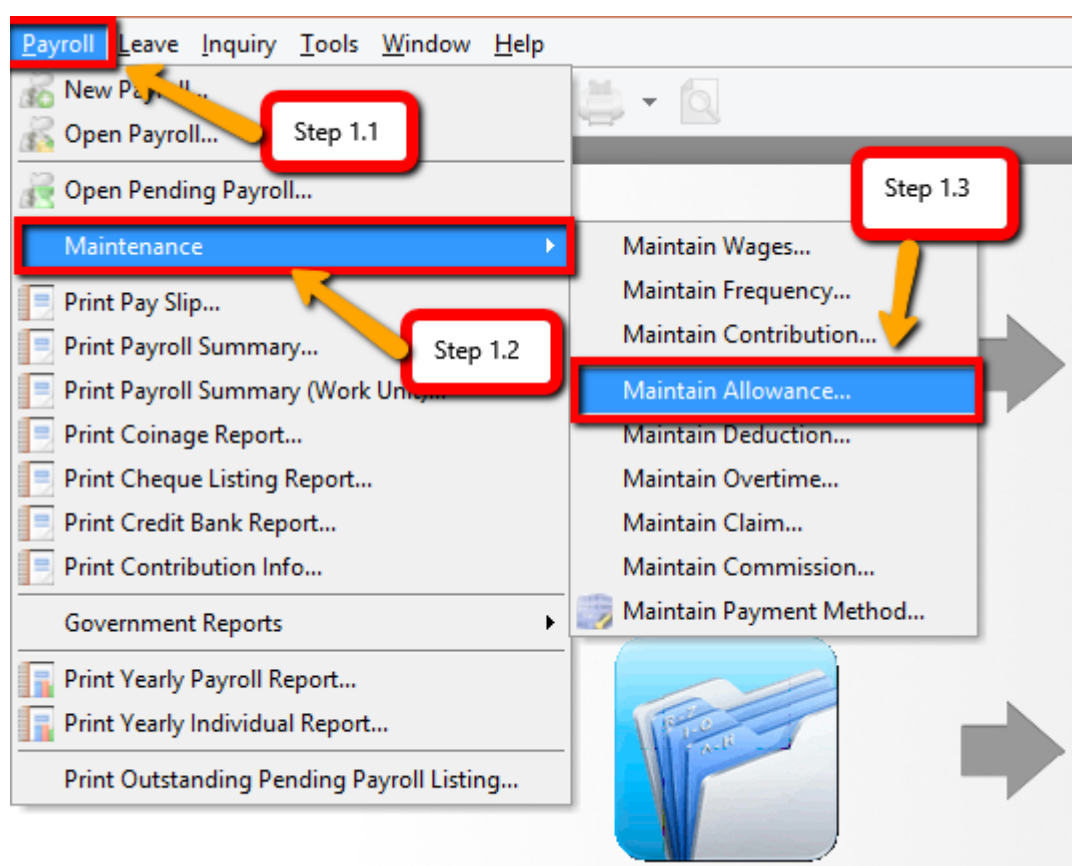 Payroll Leave Inquiry Tools Window Help
New Payroll...
Step 1.1
Open Payroll...
Open Pending Payroll...
Step 1.3
Maintenance
Print Pay Slip...
Print Payroll Summary...
Step 1.2
Print Payroll Summary (Work Unit)...
Print Coinage Report...
Print Cheque Listing Report...
Print Credit Bank Report...
Print Contribution Info...
Government Reports
Print Yearly Payroll Report...
Print Yearly Individual Report...
Print Outstanding Pending Payroll Listing...
Maintain Wages...
Maintain Frequency...
Maintain Contribution...
Maintain Allowance...
Maintain Deduction...
Maintain Overtime...
Maintain Claim...
Maintain Commission...
Maintain Payment Method...
R-Z
I-Q
A-H